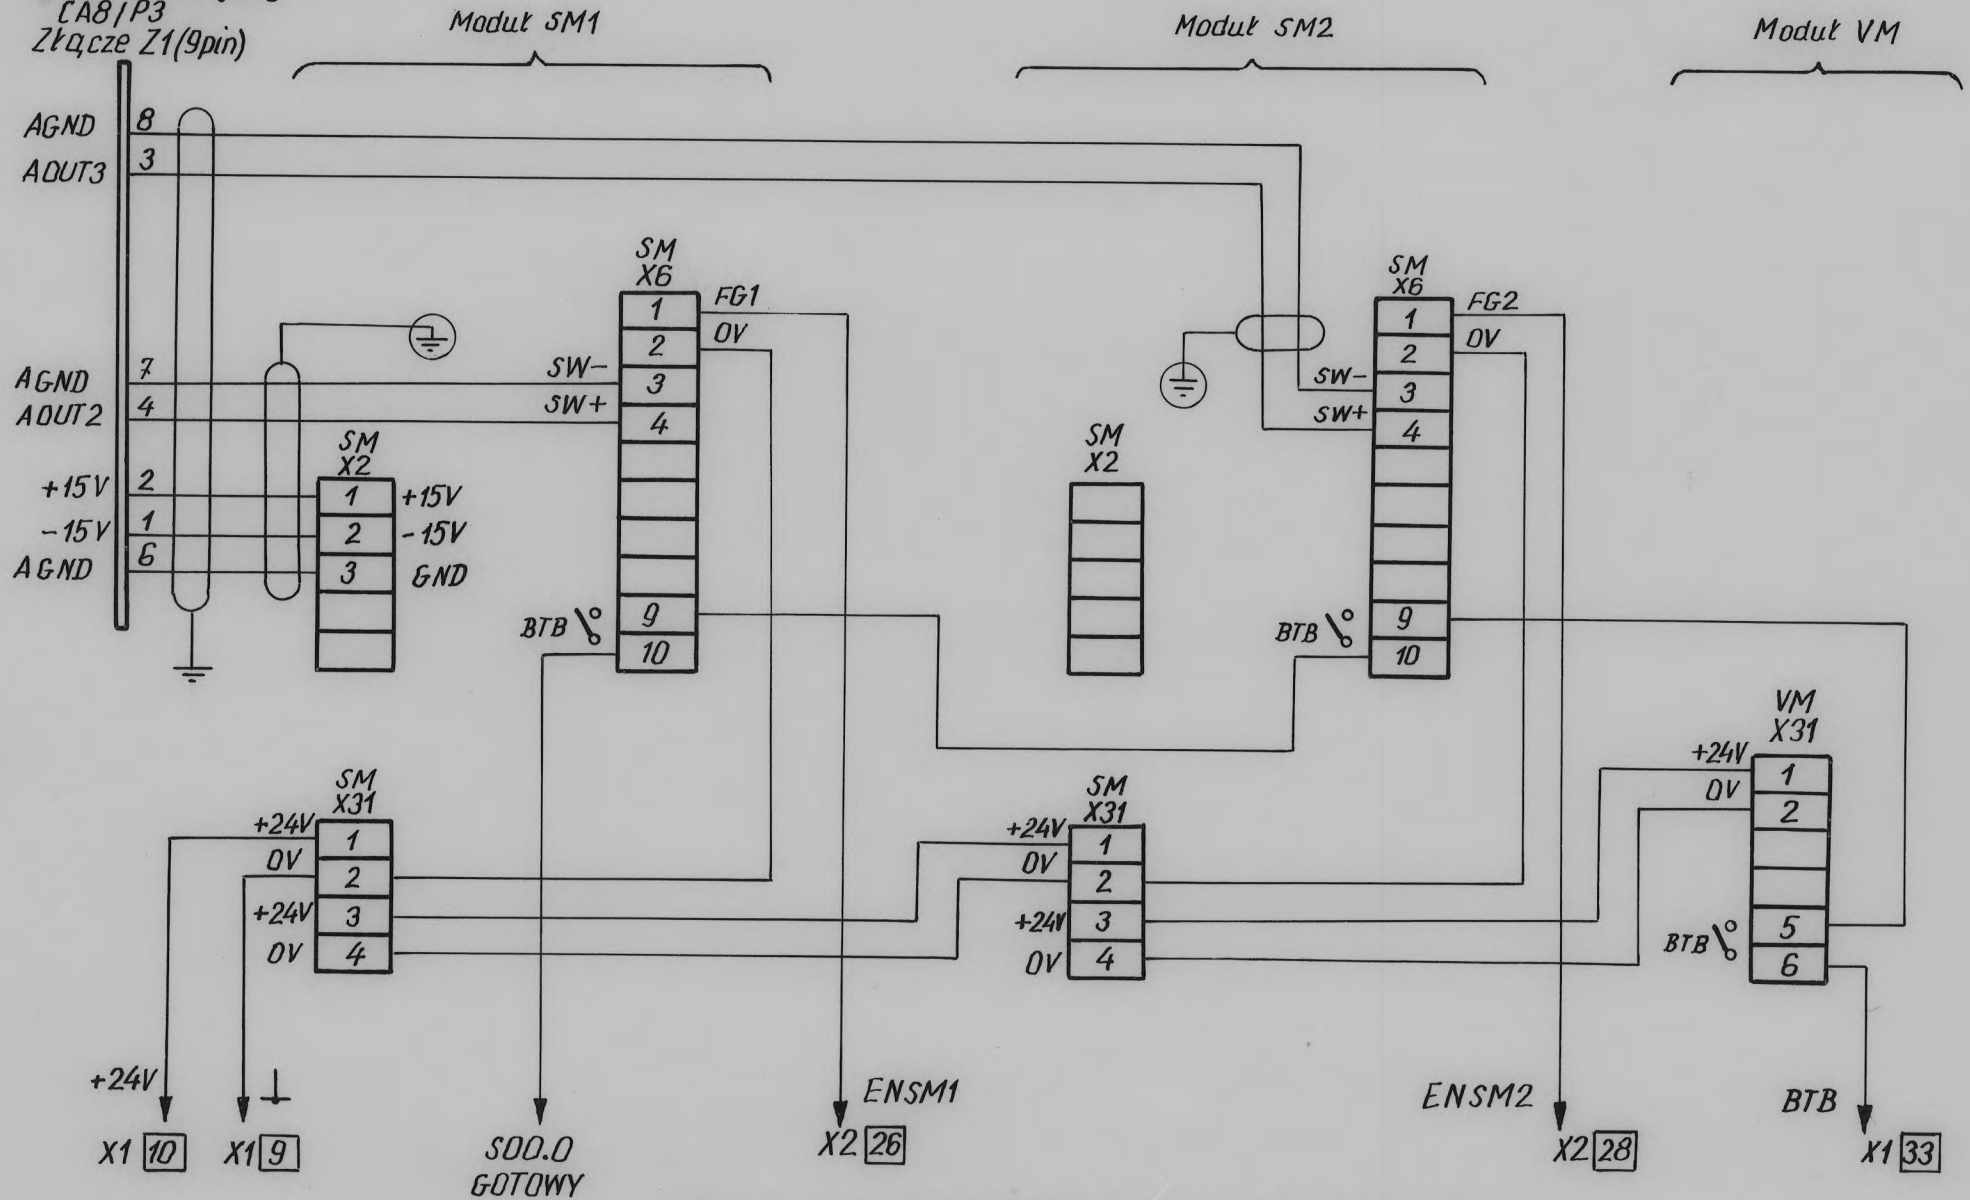 CA8/P3
Złącze Z1 (9pin)
Moduł SM1
Moduł SM2
Moduł VM
AGND 8
AOUT3 3
AGND 7
AOUT2 4
+15V 2
-15V 1
AGND 6
SM
X2
1 +15V
2 -15V
3 GND
SM
X6
1 FG1
2 0V
SW- 3
SW+ 4
BTB 9
10
SM
X2
SM
X6
1 FG2
2 0V
SW- 3
SW+ 4
BTB 9
10
SM
X31
+24V 1
0V 2
+24V 3
0V 4
SM
X31
+24V 1
0V 2
+24V 3
0V 4
VM
X31
+24V 1
0V 2
BTB 5
6
+24V
X1 10
X1 9
S00.0
GOTOWY
ENSM1
X2 26
ENSM2
X2 28
BTB
X1 33